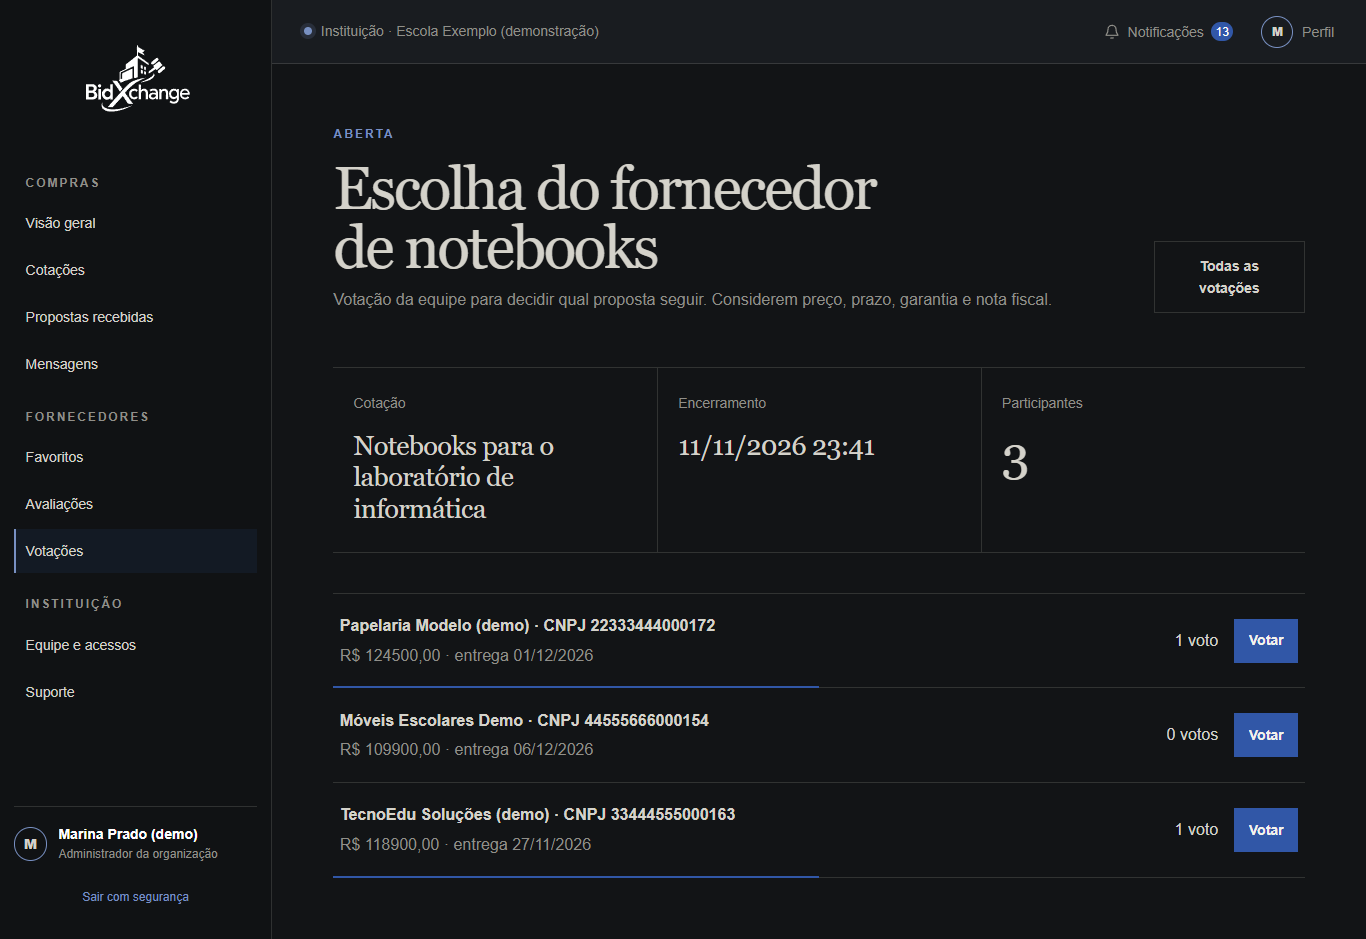 BidXchange
COMPRAS
Visão geral
Cotações
Propostas recebidas
Mensagens
FORNECEDORES
Favoritos
Avaliações
Votações
INSTITUIÇÃO
Equipe e acessos
Suporte
M
Marina Prado (demo)
Administrador da organização
Sair com segurança
Instituição · Escola Exemplo (demonstração)
Notificações 13
M Perfil
ABERTA
Escolha do fornecedor
de notebooks
Votação da equipe para decidir qual proposta seguir. Considerem preço, prazo, garantia e nota fiscal.
Todas as
votações
Cotação
Notebooks para o
laboratório de
informática
Encerramento
11/11/2026 23:41
Participantes
3
Papelaria Modelo (demo) · CNPJ 22333444000172
R$ 124500,00 · entrega 01/12/2026
1 voto
Votar
Móveis Escolares Demo · CNPJ 44555666000154
R$ 109900,00 · entrega 06/12/2026
0 votos
Votar
TecnoEdu Soluções (demo) · CNPJ 33444555000163
R$ 118900,00 · entrega 27/11/2026
1 voto
Votar